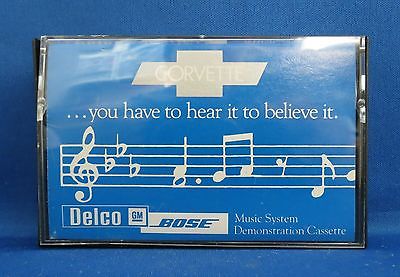 CORVETTE
...you have to hear it to believe it.
Delco GM BOSE Music System
Demonstration Cassette